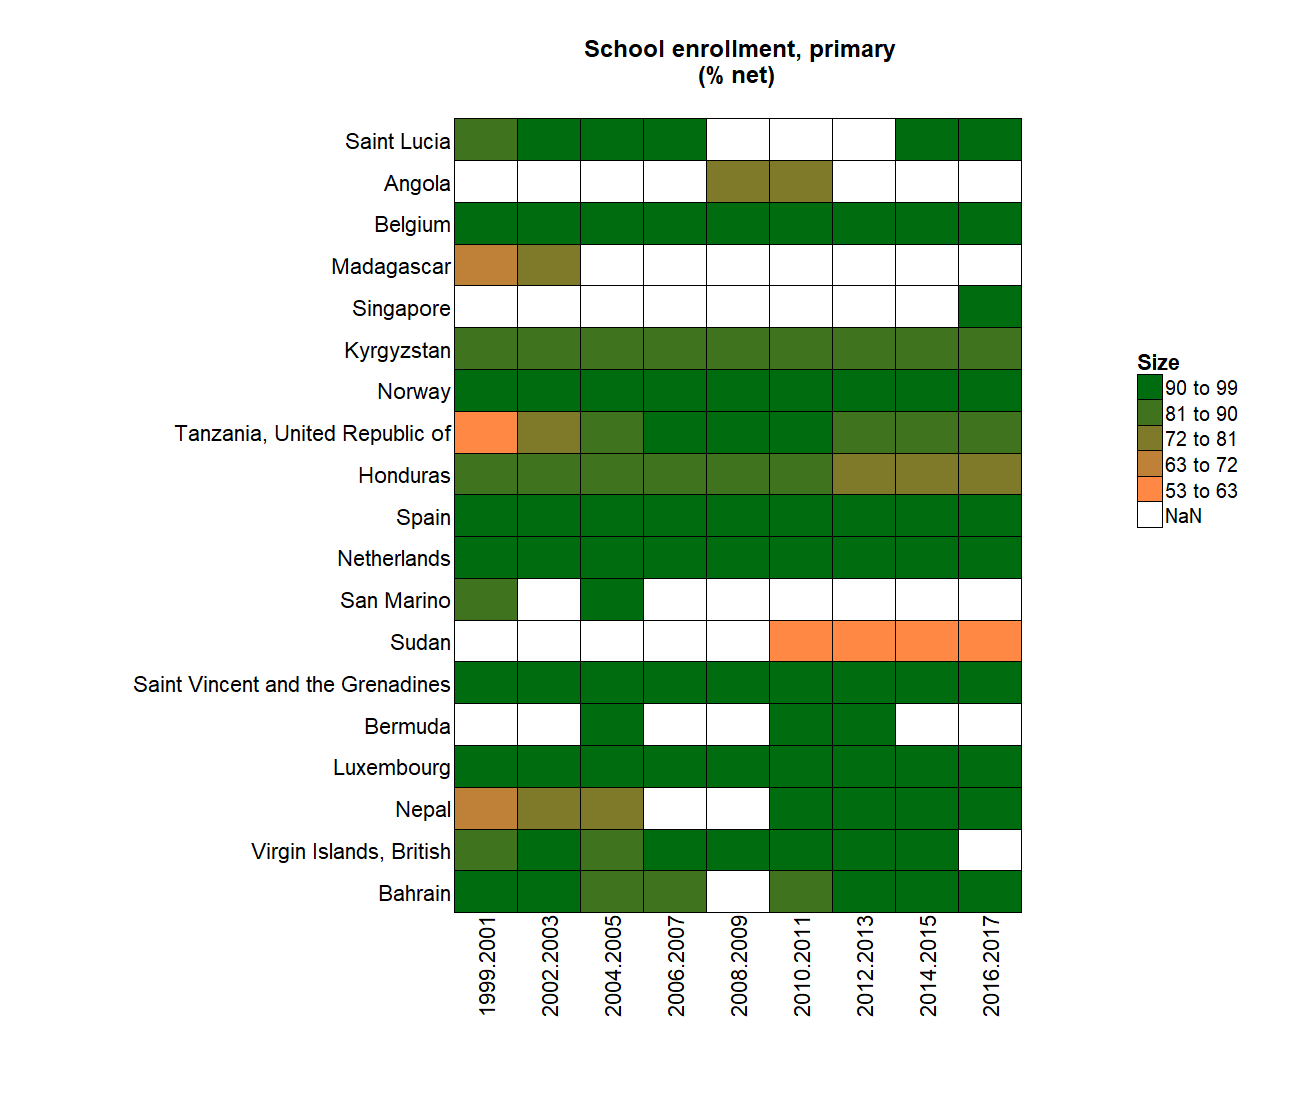 School enrollment, primary
(% net)
Saint Lucia
Angola
Belgium
Madagascar
Singapore
Kyrgyzstan
Norway
Tanzania, United Republic of
Honduras
Spain
Netherlands
San Marino
Sudan
Saint Vincent and the Grenadines
Bermuda
Luxembourg
Nepal
Virgin Islands, British
Bahrain
1999.2001
2002.2003
2004.2005
2006.2007
2008.2009
2010.2011
2012.2013
2014.2015
2016.2017
Size
90 to 99
81 to 90
72 to 81
63 to 72
53 to 63
NaN